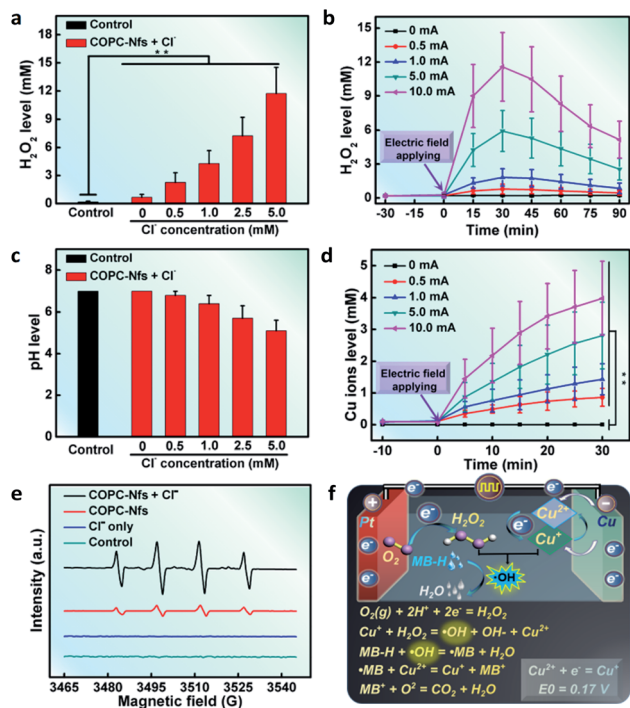 a
Control
COPC-Nfs + Cl⁻
**
H₂O₂ level (mM)
18
15
12
9
6
3
0
Control 0 0.5 1.0 2.5 5.0
Cl⁻ concentration (mM)
b
0 mA
0.5 mA
1.0 mA
5.0 mA
10.0 mA
Electric field
applying
H₂O₂ level (mM)
15
12
9
6
3
0
-30 0 15 30 45 60 75 90
Time (min)
c
Control
COPC-Nfs + Cl⁻
pH level
8
6
4
2
0
Control 0 0.5 1.0 2.5 5.0
Cl⁻ concentration (mM)
d
0 mA
0.5 mA
1.0 mA
5.0 mA
10.0 mA
Electric field
applying
**
Cu ions level (mM)
5
4
3
2
1
0
-10 0 10 20 30
Time (min)
e
COPC-Nfs + Cl⁻
COPC-Nfs
Cl⁻ only
Control
Intensity (a.u.)
3465 3480 3495 3510 3525 3540
Magnetic field (G)
f
+
e⁻
e⁻
−
Pt
e⁻
H₂O₂
e⁻
Cu²⁺
Cu
e⁻
O₂
Cu⁺
e⁻
MB-H
•OH
e⁻
H₂O
e⁻
O₂(g) + 2H⁺ + 2e⁻ = H₂O₂
Cu⁺ + H₂O₂ = •OH + OH- + Cu²⁺
MB-H + •OH = •MB + H₂O
•MB + Cu²⁺ = Cu⁺ + MB⁺
MB⁺ + O² = CO₂ + H₂O
Cu²⁺ + e⁻ = Cu⁺
E0 = 0.17 V